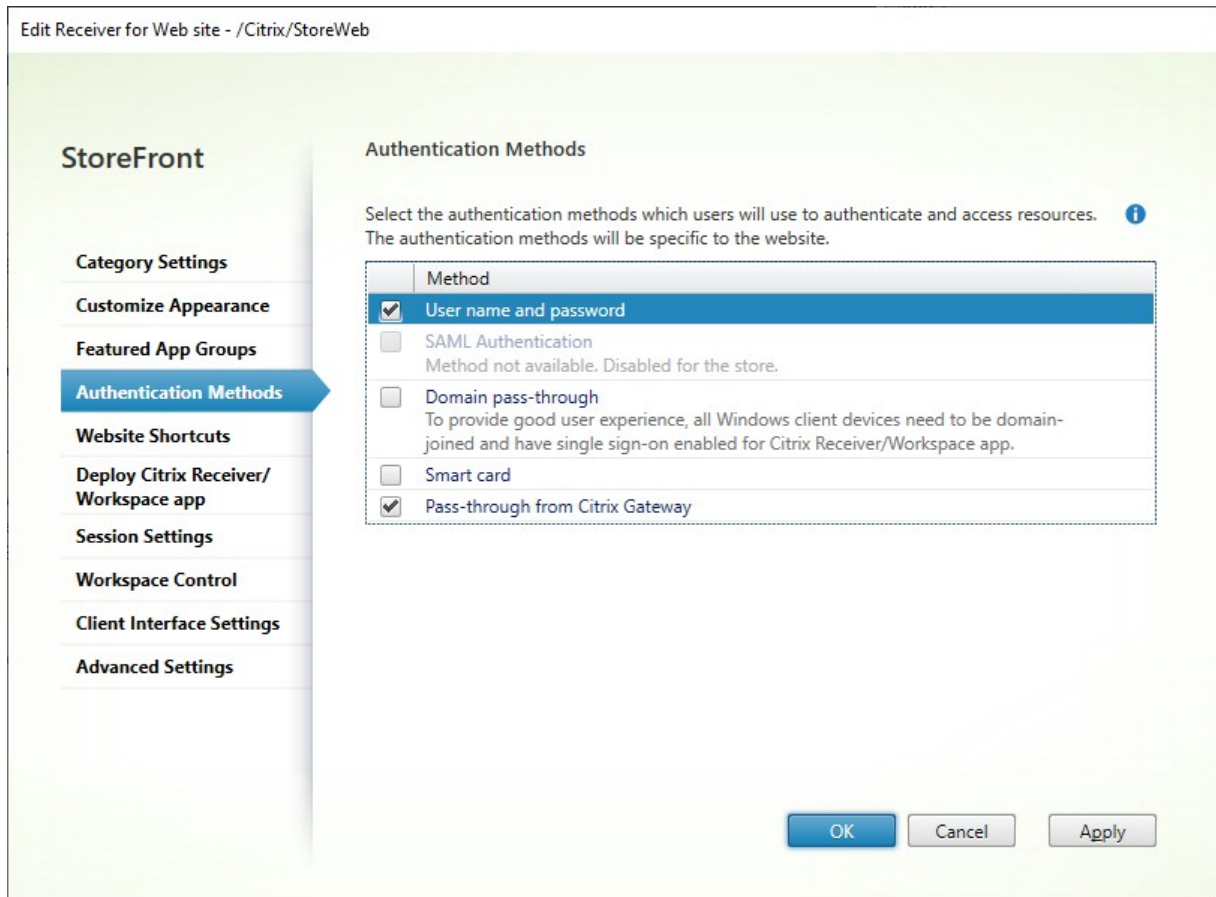 Edit Receiver for Web site - /Citrix/StoreWeb
StoreFront
Category Settings
Customize Appearance
Featured App Groups
Authentication Methods
Website Shortcuts
Deploy Citrix Receiver/
Workspace app
Session Settings
Workspace Control
Client Interface Settings
Advanced Settings
Authentication Methods
Select the authentication methods which users will use to authenticate and access resources.
The authentication methods will be specific to the website.
Method
User name and password
SAML Authentication
Method not available. Disabled for the store.
Domain pass-through
To provide good user experience, all Windows client devices need to be domain-
joined and have single sign-on enabled for Citrix Receiver/Workspace app.
Smart card
Pass-through from Citrix Gateway
OK
Cancel
Apply